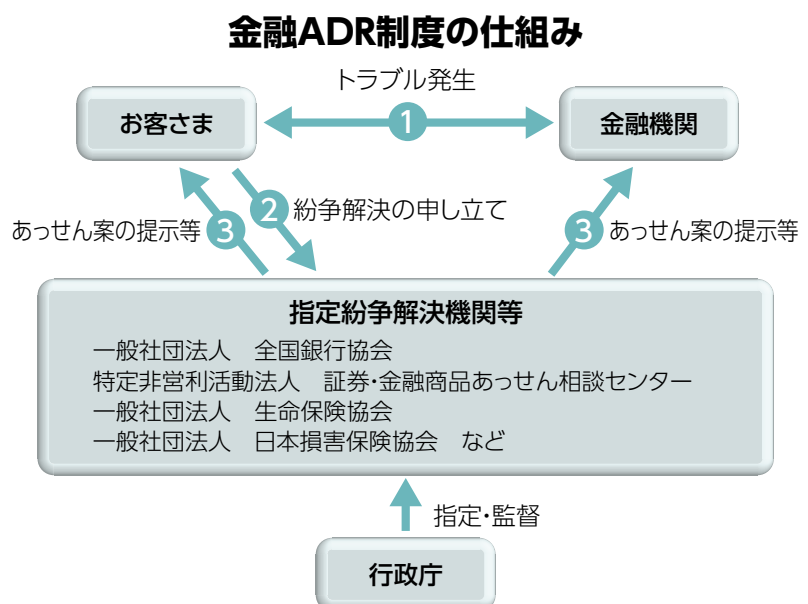 金融ADR制度の仕組み
トラブル発生
お客さま
1
金融機関
2 紛争解決の申し立て
あっせん案の提示等 3
3 あっせん案の提示等
指定紛争解決機関等
一般社団法人　全国銀行協会
特定非営利活動法人　証券・金融商品あっせん相談センター
一般社団法人　生命保険協会
一般社団法人　日本損害保険協会　など
指定・監督
行政庁